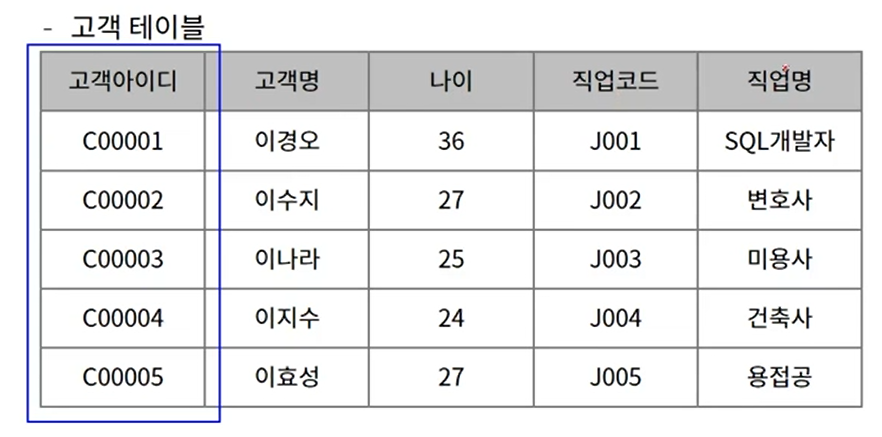 - 고객 테이블
고객아이디 고객명 나이 직업코드 직업명
C00001 이경오 36 J001 SQL개발자
C00002 이수지 27 J002 변호사
C00003 이나라 25 J003 미용사
C00004 이지수 24 J004 건축사
C00005 이효성 27 J005 용접공